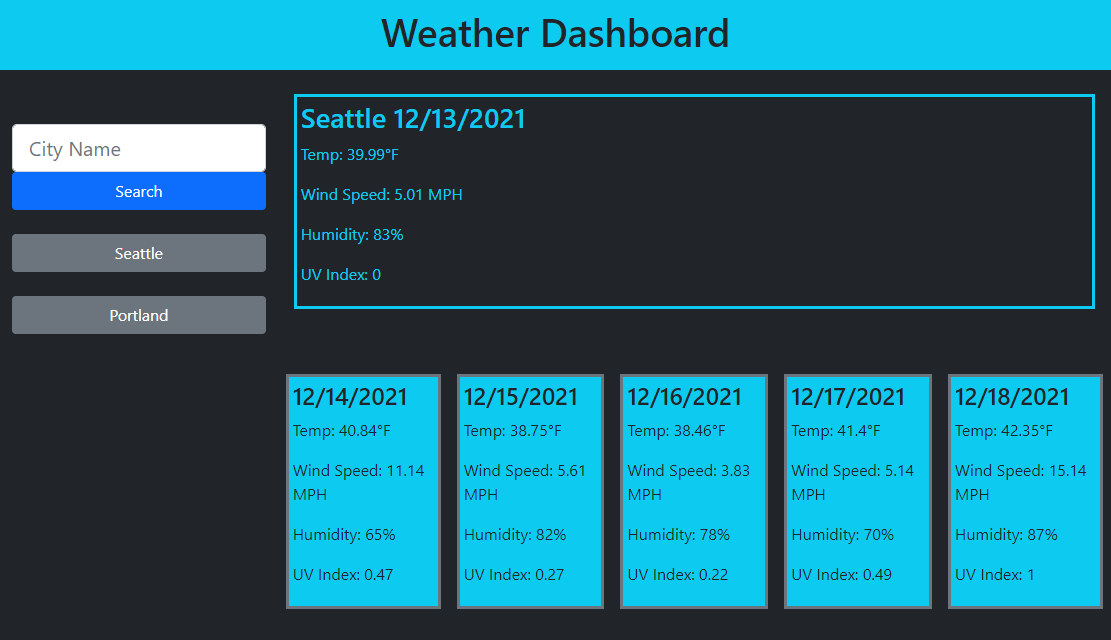 Weather Dashboard
City Name
Search
Seattle
Portland
Seattle 12/13/2021
Temp: 39.99°F
Wind Speed: 5.01 MPH
Humidity: 83%
UV Index: 0
12/14/2021
Temp: 40.84°F
Wind Speed: 11.14
MPH
Humidity: 65%
UV Index: 0.47
12/15/2021
Temp: 38.75°F
Wind Speed: 5.61
MPH
Humidity: 82%
UV Index: 0.27
12/16/2021
Temp: 38.46°F
Wind Speed: 3.83
MPH
Humidity: 78%
UV Index: 0.22
12/17/2021
Temp: 41.4°F
Wind Speed: 5.14
MPH
Humidity: 70%
UV Index: 0.49
12/18/2021
Temp: 42.35°F
Wind Speed: 15.14
MPH
Humidity: 87%
UV Index: 1